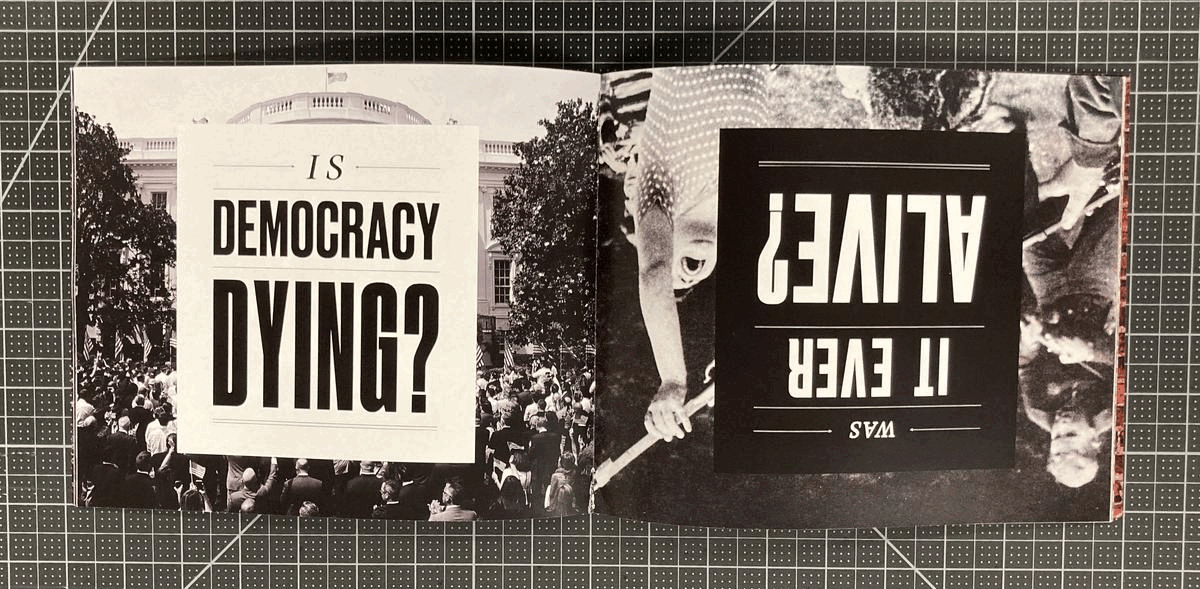 IS
DEMOCRACY
DYING?
WAS
IT EVER
ALIVE?